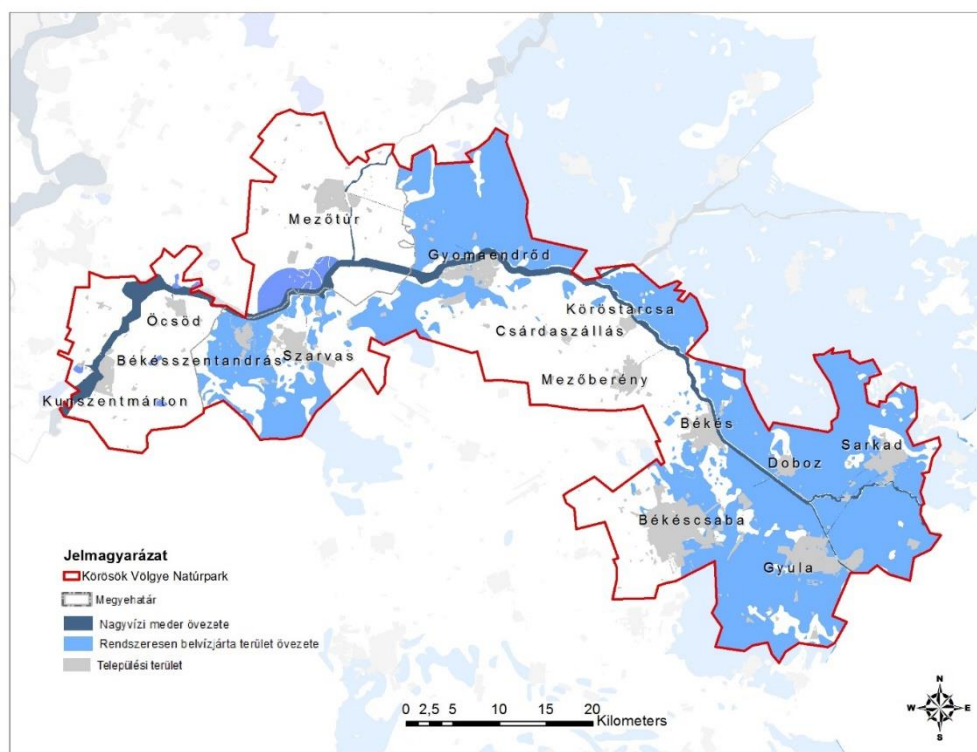 Mezőtúr
Gyomaendrőd
Öcsöd
Köröstarcsa
Csárdaszállás
Békésszentandrás
Szarvas
Mezőberény
Kunszentmárton
Békés
Sarkad
Doboz
Békéscsaba
Gyula
Jelmagyarázat
Körösök Völgye Natúrpark
Megyehatár
Nagyvízi meder övezete
Rendszeresen belvízjárta terület övezete
Települési terület
0 2,5 5 10 15 20
Kilometers
N
W E
S